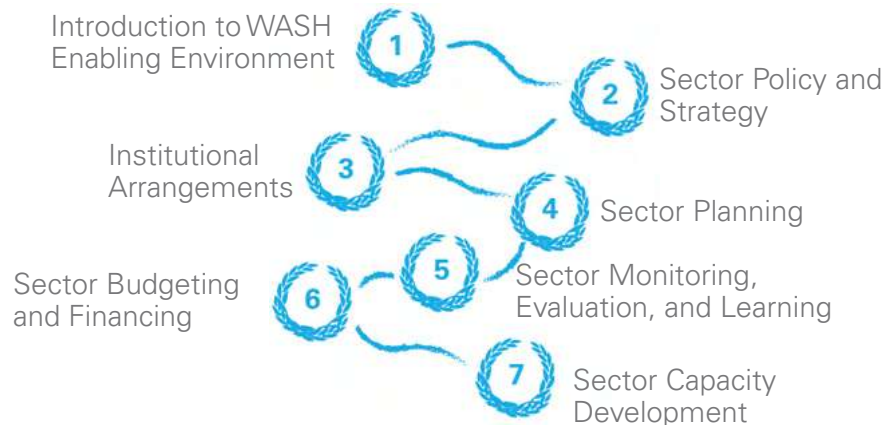 Introduction to WASH
Enabling Environment
1
2
Sector Policy and
Strategy
Institutional
Arrangements
3
4
Sector Planning
5
Sector Monitoring,
Evaluation, and Learning
Sector Budgeting
and Financing
6
7
Sector Capacity
Development